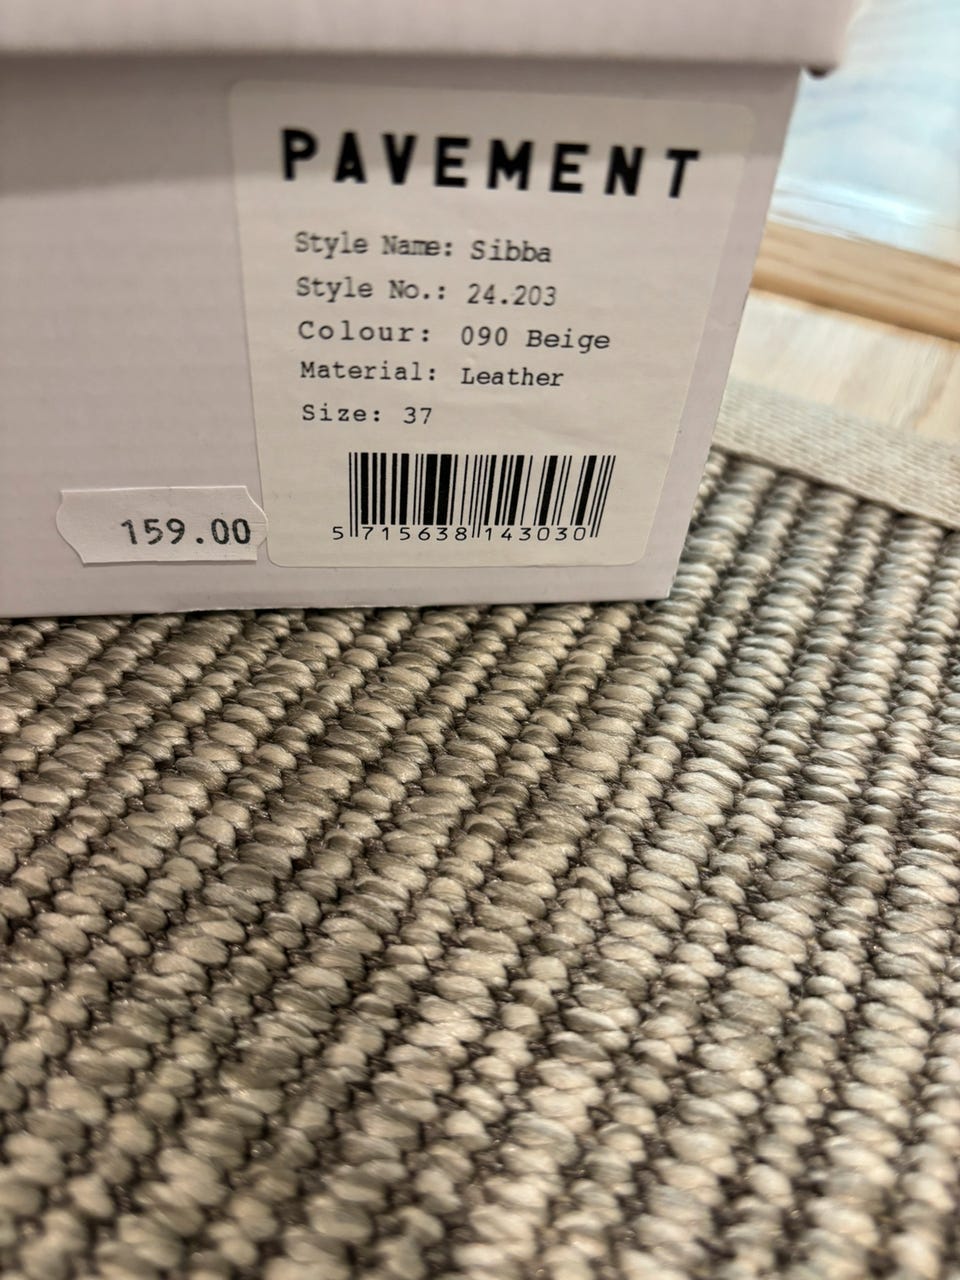 PAVEMENT
Style Name: Sibba
Style No.: 24.203
Colour: 090 Beige
Material: Leather
Size: 37
5 715638 143030
159.00